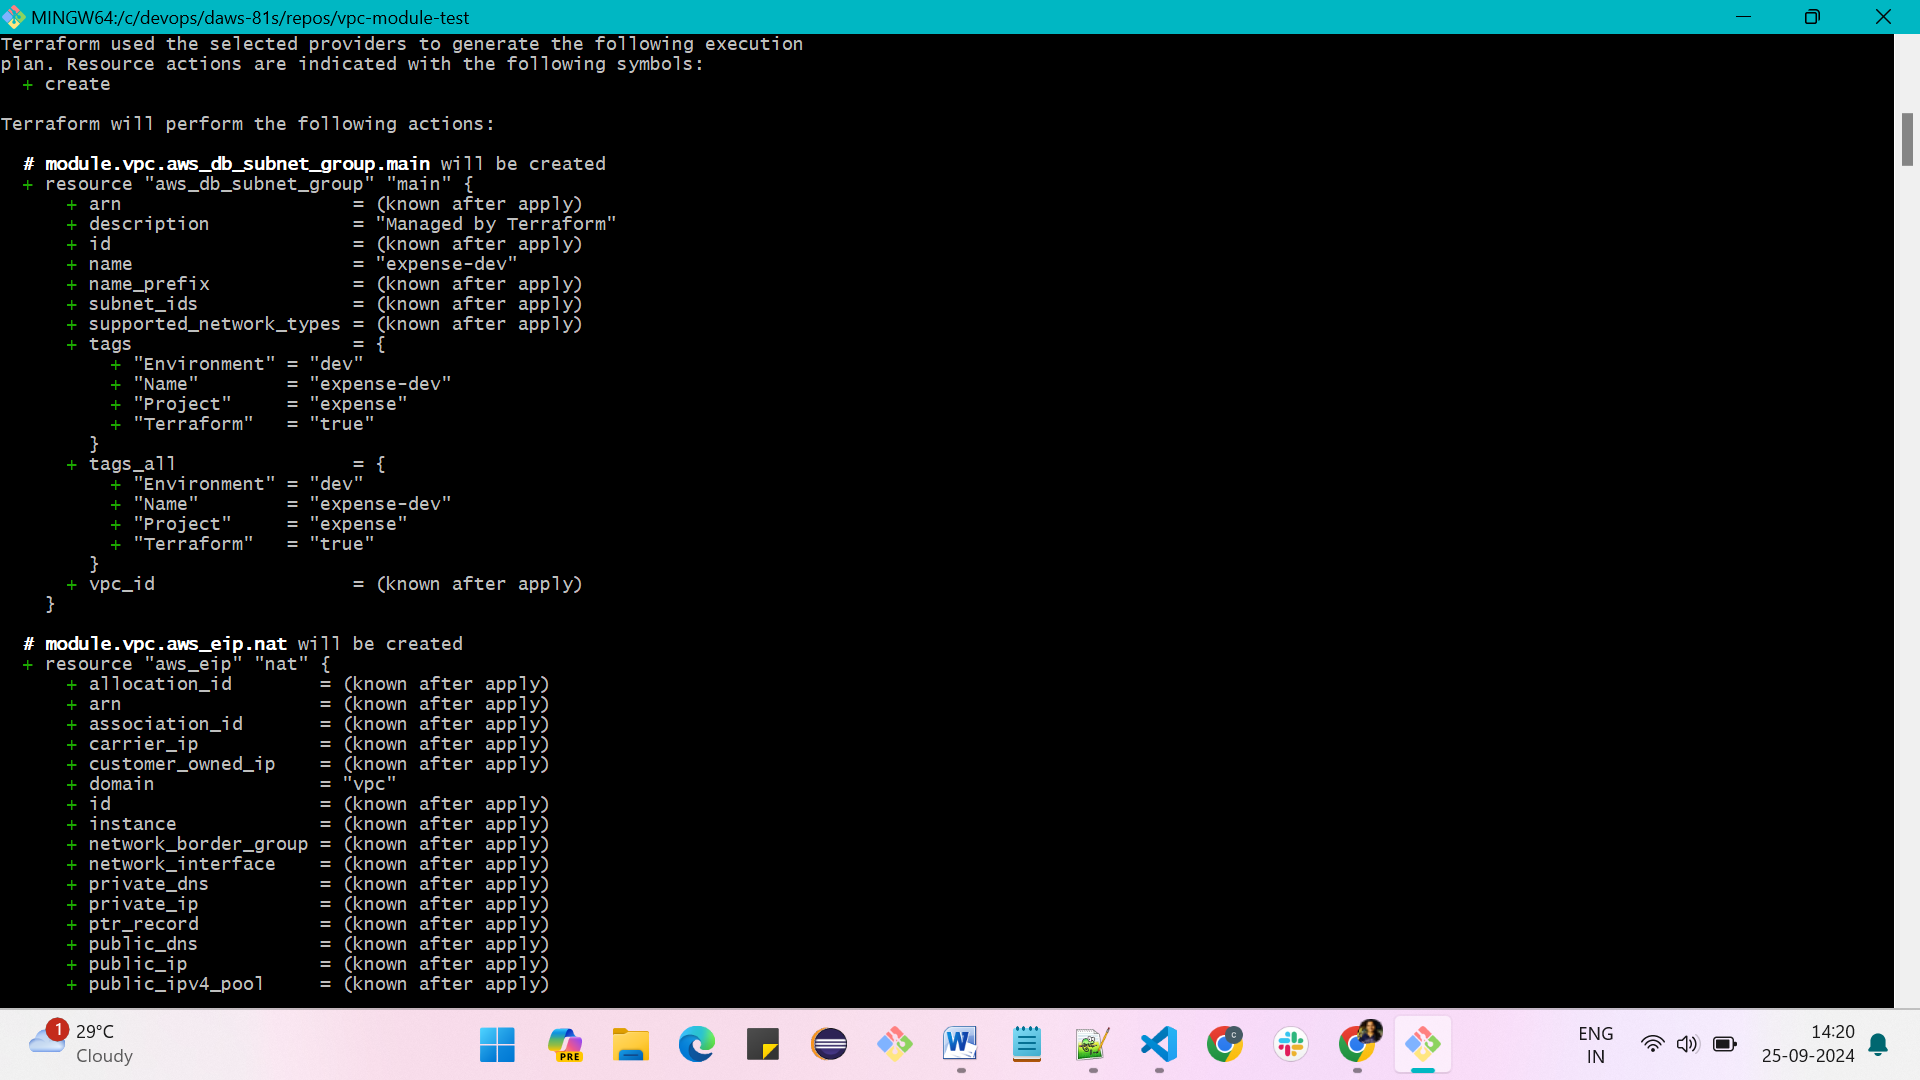 MINGW64:/c/devops/daws-81s/repos/vpc-module-test
Terraform used the selected providers to generate the following execution
plan. Resource actions are indicated with the following symbols:
  + create

Terraform will perform the following actions:

  # module.vpc.aws_db_subnet_group.main will be created
  + resource "aws_db_subnet_group" "main" {
      + arn                     = (known after apply)
      + description             = "Managed by Terraform"
      + id                      = (known after apply)
      + name                    = "expense-dev"
      + name_prefix             = (known after apply)
      + subnet_ids              = (known after apply)
      + supported_network_types = (known after apply)
      + tags                    = {
          + "Environment" = "dev"
          + "Name"        = "expense-dev"
          + "Project"     = "expense"
          + "Terraform"   = "true"
        }
      + tags_all                = {
          + "Environment" = "dev"
          + "Name"        = "expense-dev"
          + "Project"     = "expense"
          + "Terraform"   = "true"
        }
      + vpc_id                  = (known after apply)
    }

  # module.vpc.aws_eip.nat will be created
  + resource "aws_eip" "nat" {
      + allocation_id        = (known after apply)
      + arn                  = (known after apply)
      + association_id       = (known after apply)
      + carrier_ip           = (known after apply)
      + customer_owned_ip    = (known after apply)
      + domain               = "vpc"
      + id                   = (known after apply)
      + instance             = (known after apply)
      + network_border_group = (known after apply)
      + network_interface    = (known after apply)
      + private_dns          = (known after apply)
      + private_ip           = (known after apply)
      + ptr_record           = (known after apply)
      + public_dns           = (known after apply)
      + public_ip            = (known after apply)
      + public_ipv4_pool     = (known after apply)
1
29°C
Cloudy
PRE
W
C
ENG
IN
14:20
25-09-2024